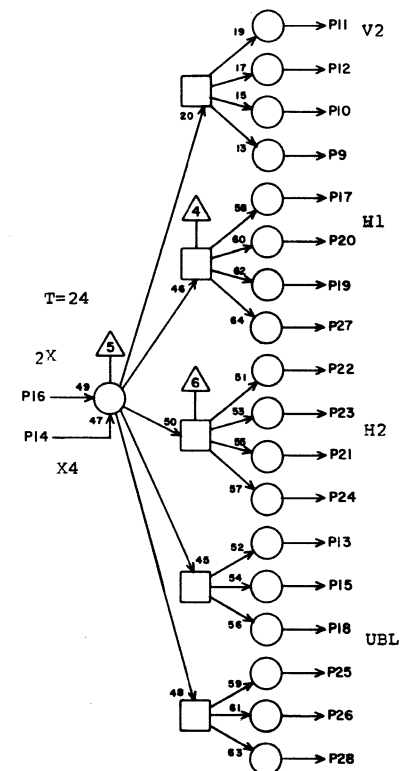 19 P11 V2
17 P12
15 P10
20
13 P9
4
58 P17
H1
60 P20
46
62 P19
T=24
64 P27
5
2X
6
51 P22
P16 49
47
50
53 P23
H2
P14
55 P21
X4
57 P24
45
52 P13
54 P15
56 P18
UBL
59 P25
48
61 P26
63 P28